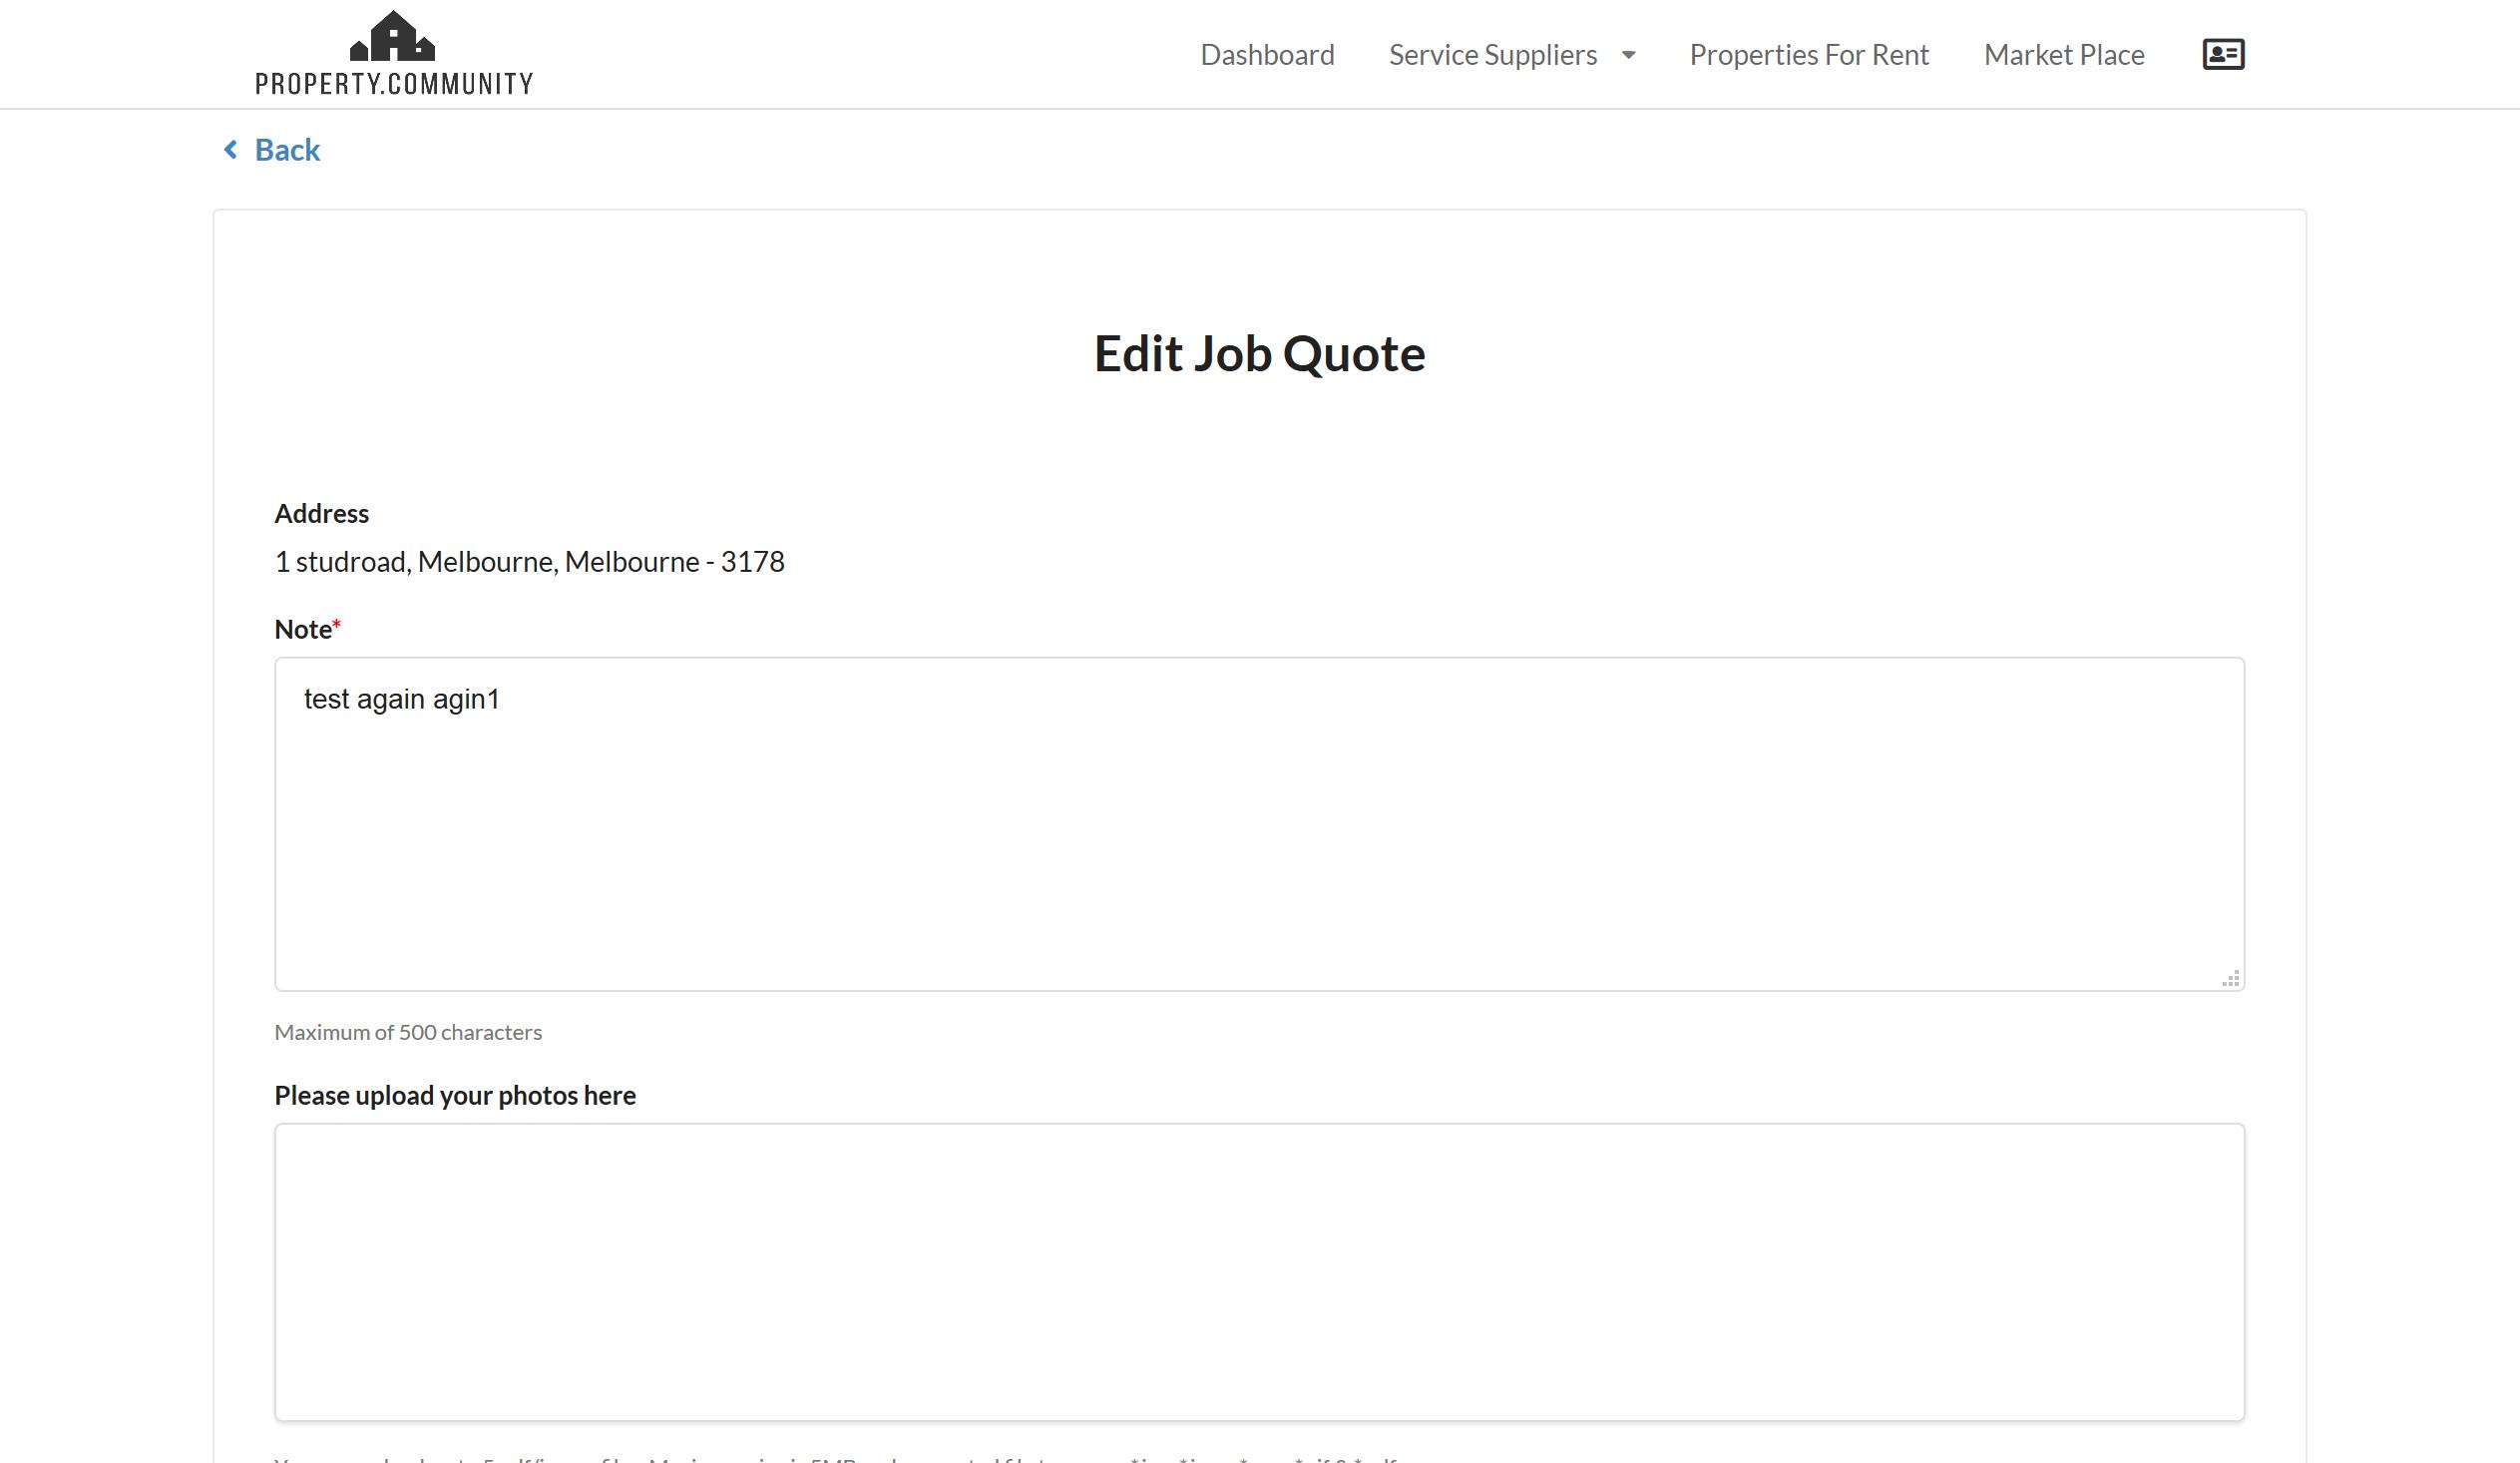 PROPERTY.COMMUNITY
Dashboard
Service Suppliers
Properties For Rent
Market Place
Back
Edit Job Quote
Address
1 studroad, Melbourne, Melbourne - 3178
Note*
test again agin1
Maximum of 500 characters
Please upload your photos here